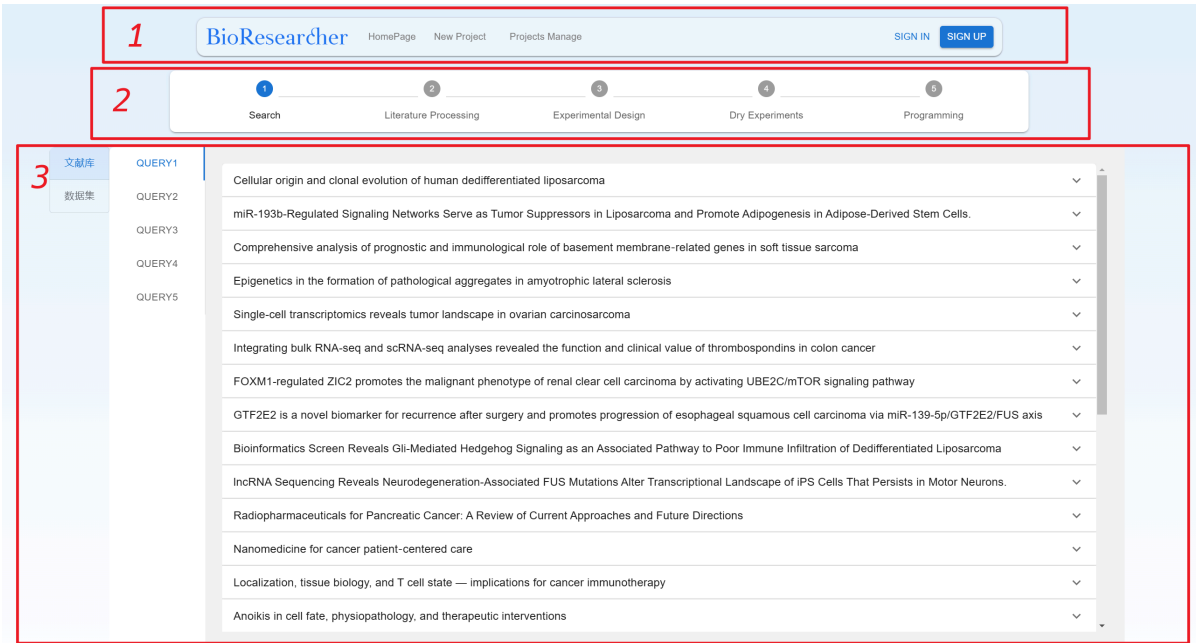 1
BioResearcher HomePage New Project Projects Manage SIGN IN SIGN UP
2
1 2 3 4 5
Search Literature Processing Experimental Design Dry Experiments Programming
3
文献库
数据集
QUERY1
QUERY2
QUERY3
QUERY4
QUERY5
Cellular origin and clonal evolution of human dedifferentiated liposarcoma
miR-193b-Regulated Signaling Networks Serve as Tumor Suppressors in Liposarcoma and Promote Adipogenesis in Adipose-Derived Stem Cells.
Comprehensive analysis of prognostic and immunological role of basement membrane-related genes in soft tissue sarcoma
Epigenetics in the formation of pathological aggregates in amyotrophic lateral sclerosis
Single-cell transcriptomics reveals tumor landscape in ovarian carcinosarcoma
Integrating bulk RNA-seq and scRNA-seq analyses revealed the function and clinical value of thrombospondins in colon cancer
FOXM1-regulated ZIC2 promotes the malignant phenotype of renal clear cell carcinoma by activating UBE2C/mTOR signaling pathway
GTF2E2 is a novel biomarker for recurrence after surgery and promotes progression of esophageal squamous cell carcinoma via miR-139-5p/GTF2E2/FUS axis
Bioinformatics Screen Reveals Gli-Mediated Hedgehog Signaling as an Associated Pathway to Poor Immune Infiltration of Dedifferentiated Liposarcoma
lncRNA Sequencing Reveals Neurodegeneration-Associated FUS Mutations Alter Transcriptional Landscape of iPS Cells That Persists in Motor Neurons.
Radiopharmaceuticals for Pancreatic Cancer: A Review of Current Approaches and Future Directions
Nanomedicine for cancer patient-centered care
Localization, tissue biology, and T cell state — implications for cancer immunotherapy
Anoikis in cell fate, physiopathology, and therapeutic interventions